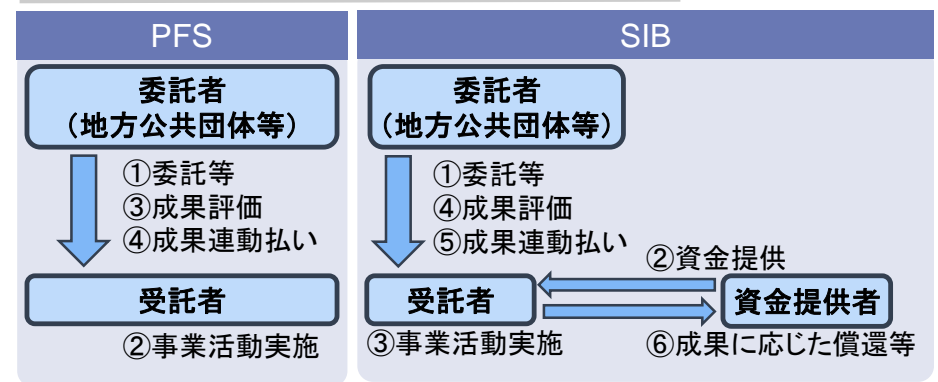 PFS
委託者
（地方公共団体等）
①委託等
③成果評価
④成果連動払い
受託者
②事業活動実施
SIB
委託者
（地方公共団体等）
①委託等
④成果評価
⑤成果連動払い
②資金提供
受託者
資金提供者
③事業活動実施
⑥成果に応じた償還等